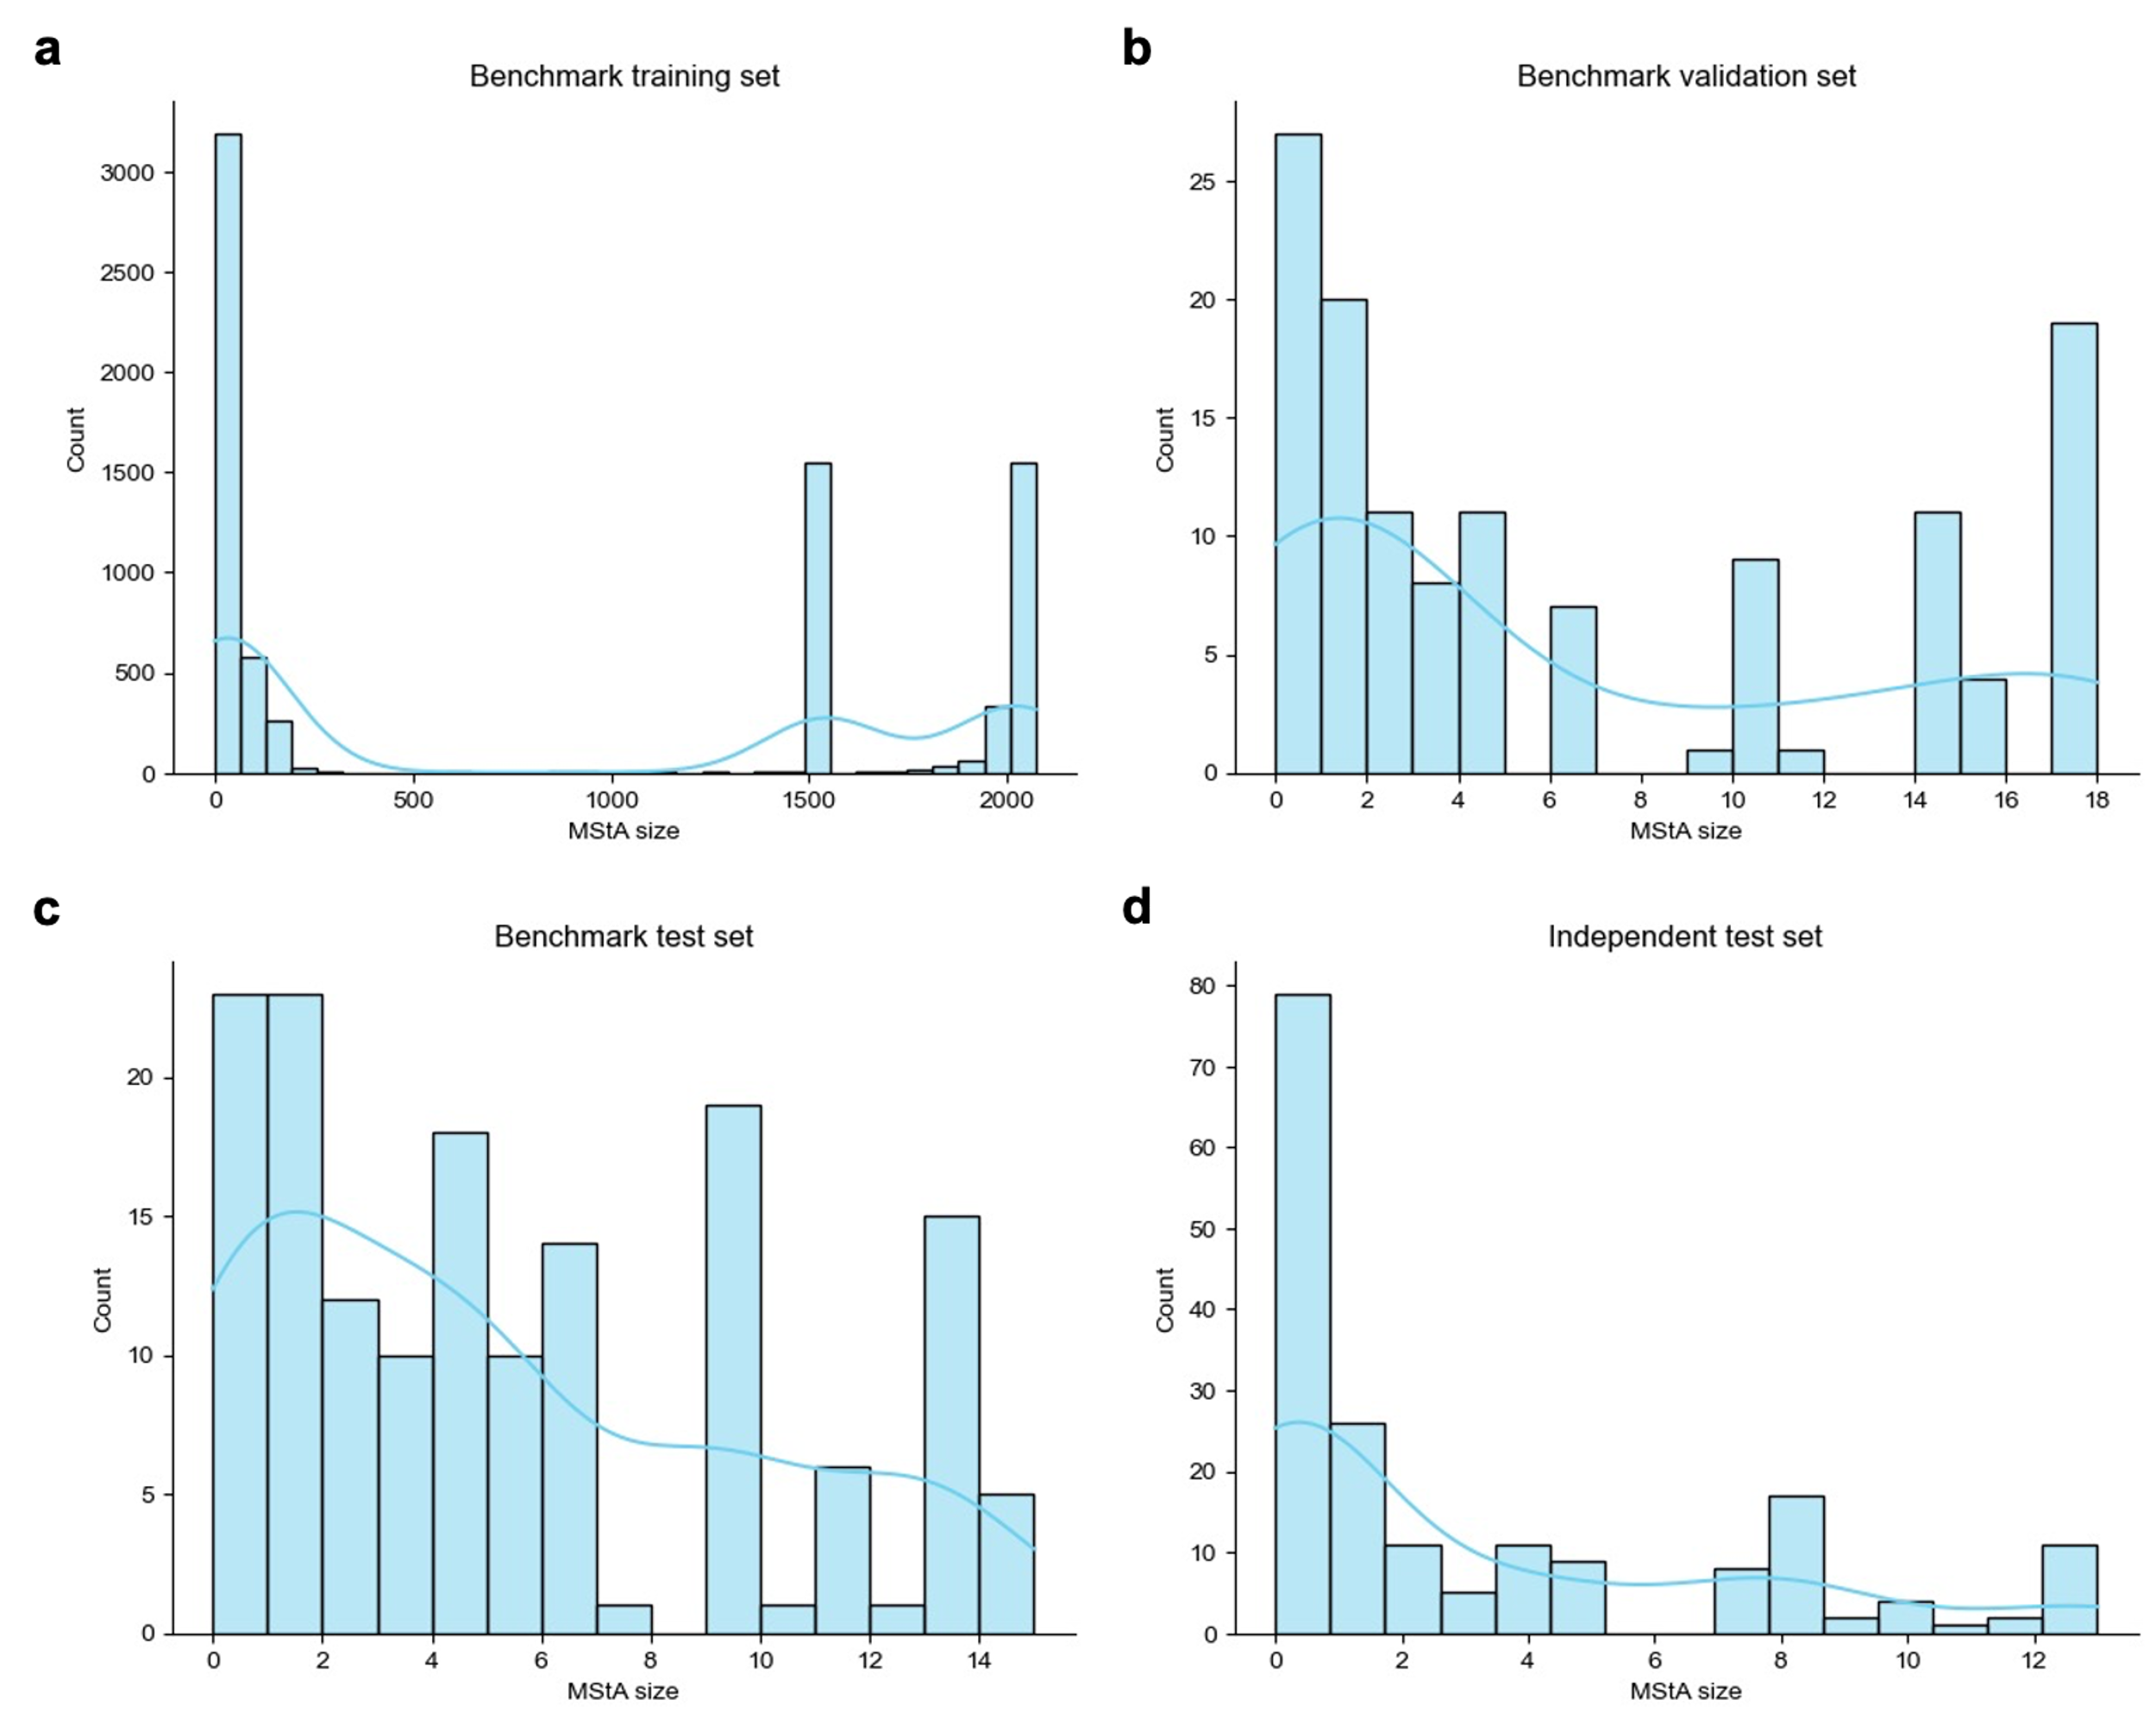 a
Benchmark training set
3000
2500
2000
1500
1000
500
0
Count
0 500 1000 1500 2000
MStA size
b
Benchmark validation set
25
20
15
10
5
0
Count
0 2 4 6 8 10 12 14 16 18
MStA size
c
Benchmark test set
20
15
10
5
0
Count
0 2 4 6 8 10 12 14
MStA size
d
Independent test set
80
70
60
50
40
30
20
10
0
Count
0 2 4 6 8 10 12
MStA size